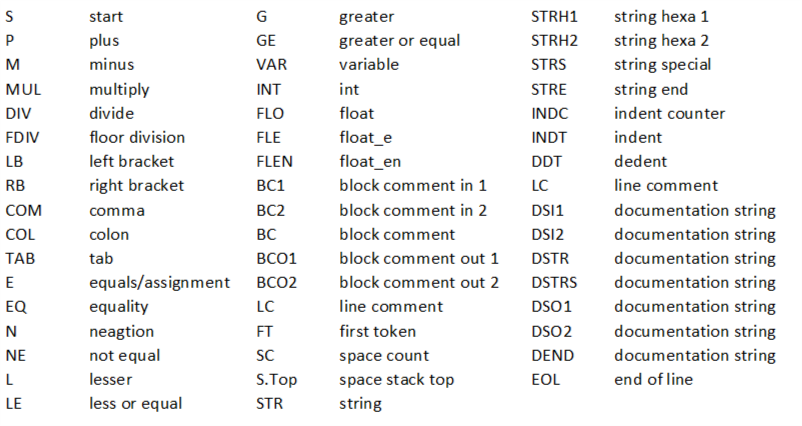 S start G greater STRH1 string hexa 1
P plus GE greater or equal STRH2 string hexa 2
M minus VAR variable STRS string special
MUL multiply INT int STRE string end
DIV divide FLO float INDC indent counter
FDIV floor division FLE float_e INDT indent
LB left bracket FLEN float_en DDT dedent
RB right bracket BC1 block comment in 1 LC line comment
COM comma BC2 block comment in 2 DSI1 documentation string
COL colon BC block comment DSI2 documentation string
TAB tab BCO1 block comment out 1 DSTR documentation string
E equals/assignment BCO2 block comment out 2 DSTRS documentation string
EQ equality LC line comment DSO1 documentation string
N neagtion FT first token DSO2 documentation string
NE not equal SC space count DEND documentation string
L lesser S.Top space stack top EOL end of line
LE less or equal STR string